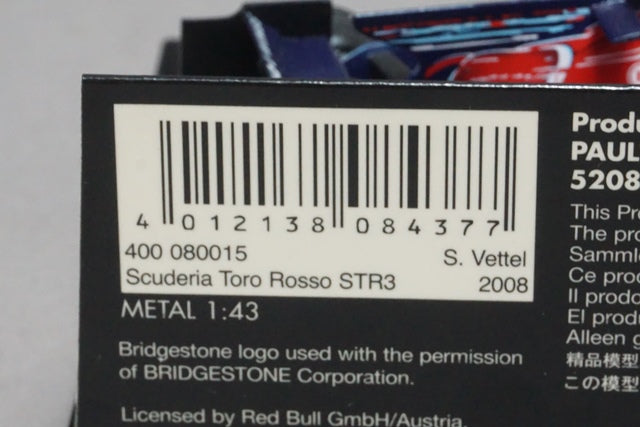 4 012138 084377
400 080015 S. Vettel
Scuderia Toro Rosso STR3 2008
METAL 1:43
Bridgestone logo used with the permission
of BRIDGESTONE Corporation.
Licensed by Red Bull GmbH/Austria.
Produ
PAUL
5208
This Pro
The pro
Sammle
Ce prod
Il prodo
El produ
Alleen g
精品模型
この模型